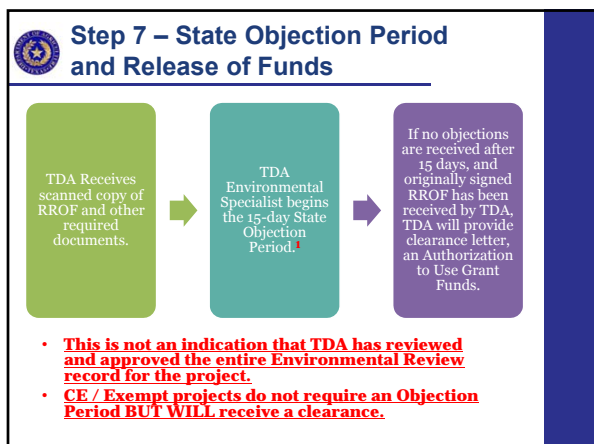 Step 7 – State Objection Period
and Release of Funds
TDA Receives
scanned copy of
RROF and other
required
documents.
TDA
Environmental
Specialist begins
the 15-day State
Objection
Period.1
If no objections
are received after
15 days, and
originally signed
RROF has been
received by TDA,
TDA will provide
clearance letter,
an Authorization
to Use Grant
Funds.
• This is not an indication that TDA has reviewed
and approved the entire Environmental Review
record for the project.
• CE / Exempt projects do not require an Objection
Period BUT WILL receive a clearance.